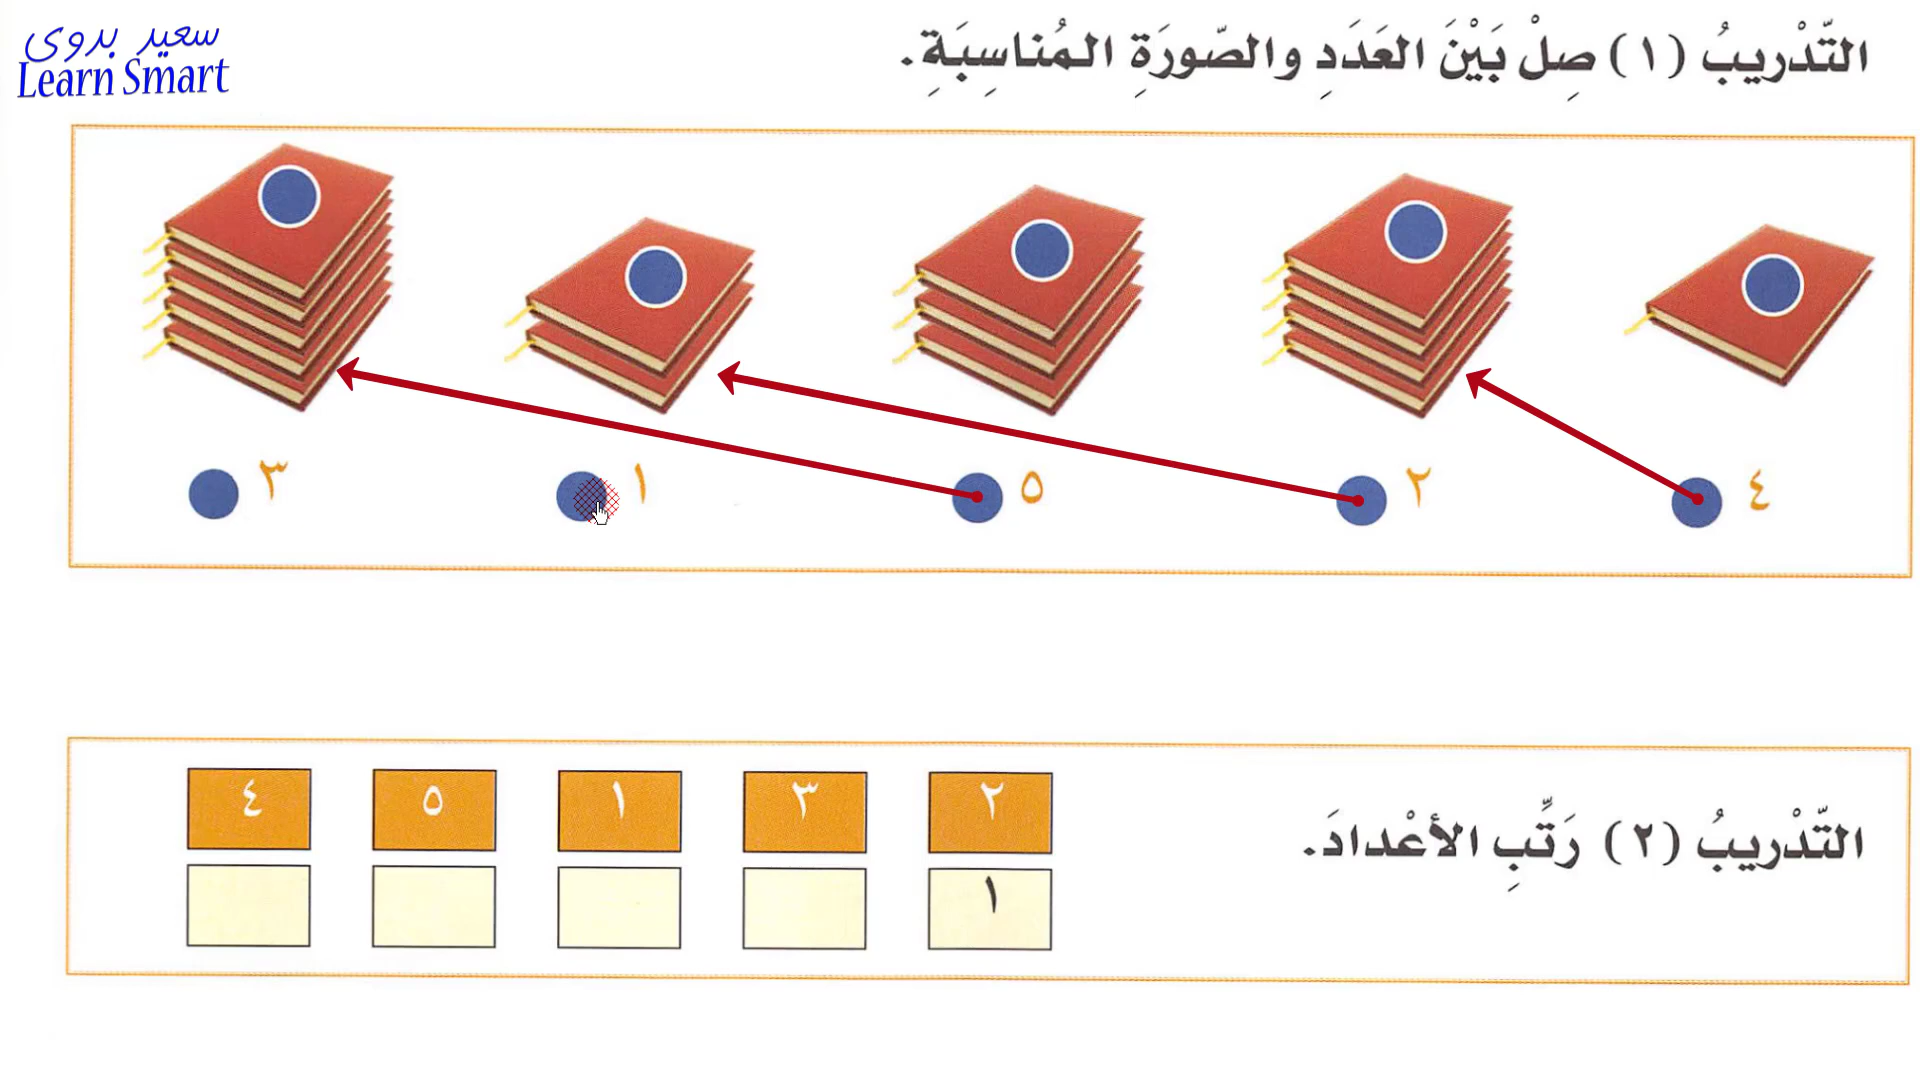 سعيد بدوى
Learn Smart
التّدْريبُ (١) صِلْ بَيْنَ العَدَدِ والصّورَةِ المُناسِبَةِ.
٤ ٢ ٥ ١ ٣
التّدْريبُ (٢) رَتِّبِ الأعْدادَ.
٢ ٣ ١ ٥ ٤
١